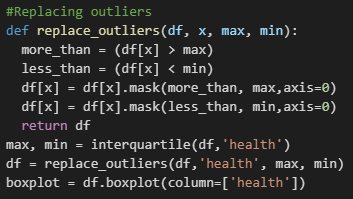 #Replacing outliers
def replace_outliers(df, x, max, min):
  more_than = (df[x] > max)
  less_than = (df[x] < min)
  df[x] = df[x].mask(more_than, max,axis=0)
  df[x] = df[x].mask(less_than, min,axis=0)
  return df
max, min = interquartile(df,'health')
df = replace_outliers(df,'health', max, min)
boxplot = df.boxplot(column=['health'])